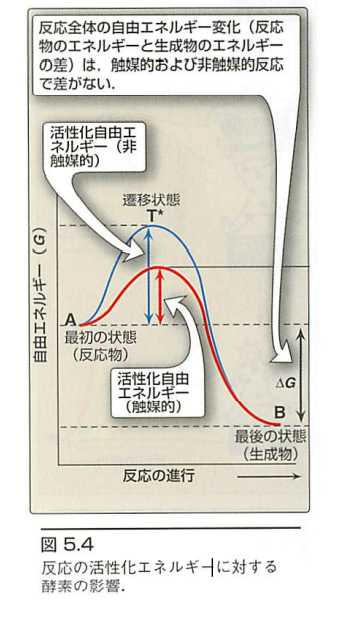 反応全体の自由エネルギー変化（反応
物のエネルギーと生成物のエネルギー
の差）は，触媒的および非触媒的反応
で差がない．
活性化自由エ
ネルギー（非
触媒的）
遷移状態
T*
自由エネルギー（G）
A
最初の状態
（反応物）
活性化自由
エネルギー
（触媒的）
ΔG
B
最後の状態
（生成物）
反応の進行
図 5.4
反応の活性化エネルギーに対する
酵素の影響．